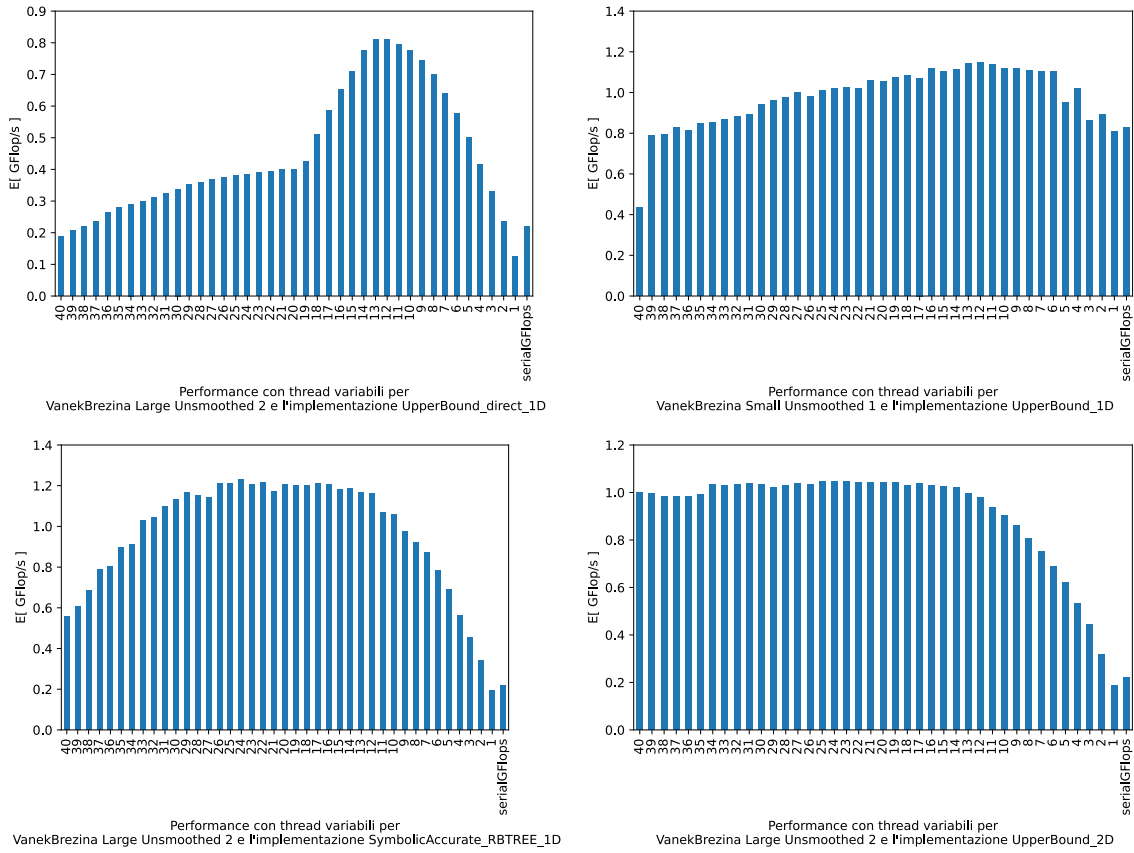 0.9
0.8
0.7
0.6
0.5
0.4
0.3
0.2
0.1
0.0
E[ GFlop/s ]
40 39 38 37 36 35 34 33 32 31 30 29 28 27 26 25 24 23 22 21 20 19 18 17 16 15 14 13 12 11 10 9 8 7 6 5 4 3 2 1 serialGFlops
Performance con thread variabili per
VanekBrezina Large Unsmoothed 2 e l'implementazione UpperBound_direct_1D
1.4
1.2
1.0
0.8
0.6
0.4
0.2
0.0
E[ GFlop/s ]
40 39 38 37 36 35 34 33 32 31 30 29 28 27 26 25 24 23 22 21 20 19 18 17 16 15 14 13 12 11 10 9 8 7 6 5 4 3 2 1 serialGFlops
Performance con thread variabili per
VanekBrezina Small Unsmoothed 1 e l'implementazione UpperBound_1D
1.4
1.2
1.0
0.8
0.6
0.4
0.2
0.0
E[ GFlop/s ]
40 39 38 37 36 35 34 33 32 31 30 29 28 27 26 25 24 23 22 21 20 19 18 17 16 15 14 13 12 11 10 9 8 7 6 5 4 3 2 1 serialGFlops
Performance con thread variabili per
VanekBrezina Large Unsmoothed 2 e l'implementazione SymbolicAccurate_RBTREE_1D
1.2
1.0
0.8
0.6
0.4
0.2
0.0
E[ GFlop/s ]
40 39 38 37 36 35 34 33 32 31 30 29 28 27 26 25 24 23 22 21 20 19 18 17 16 15 14 13 12 11 10 9 8 7 6 5 4 3 2 1 serialGFlops
Performance con thread variabili per
VanekBrezina Large Unsmoothed 2 e l'implementazione UpperBound_2D